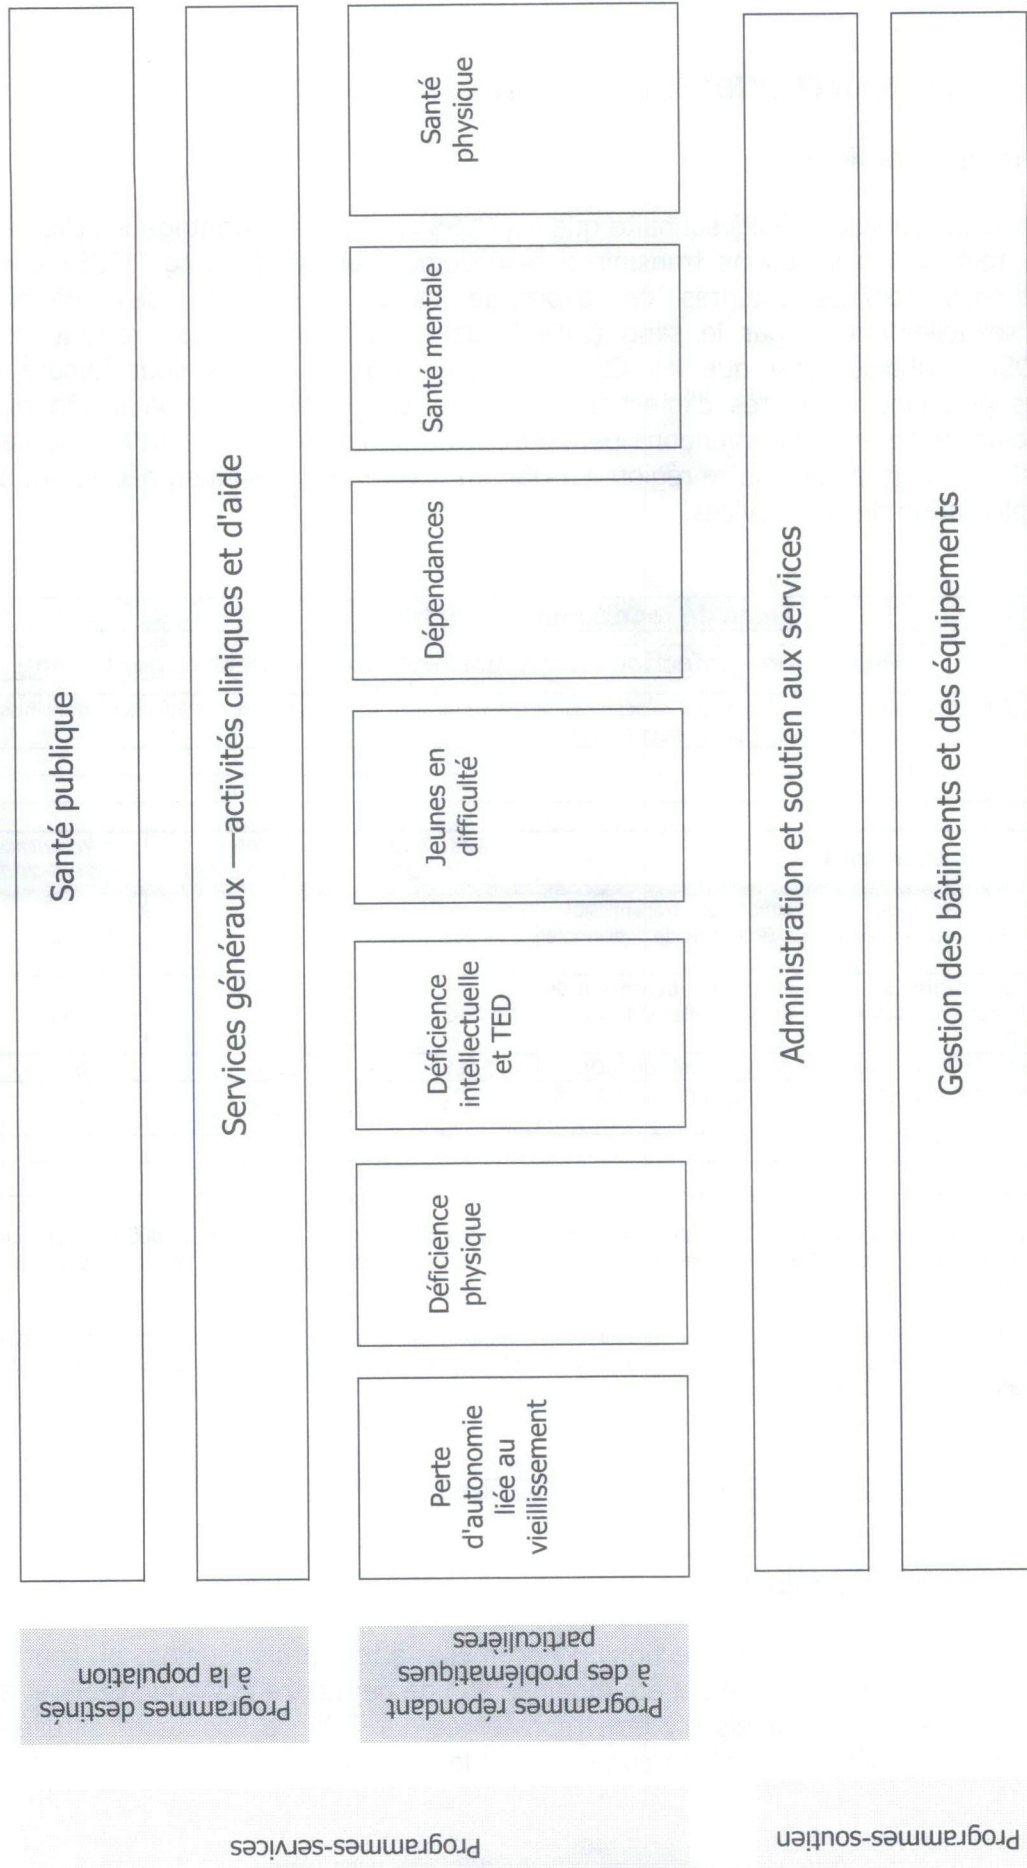 Programmes-services
Programmes destinés
à la population
Santé publique
Services généraux —activités cliniques et d'aide
Programmes répondant
à des problématiques
particulières
Perte
d'autonomie
liée au
vieillissement
Déficience
physique
Déficience
intellectuelle
et TED
Jeunes en
difficulté
Dépendances
Santé mentale
Santé
physique
Programmes-soutien
Administration et soutien aux services
Gestion des bâtiments et des équipements